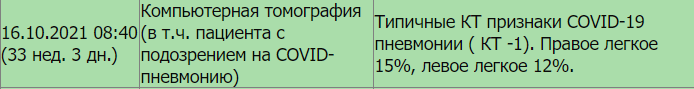 16.10.2021 08:40
(33 нед. 3 дн.)
Компьютерная томография
(в т.ч. пациента с
подозрением на COVID-
пневмонию)
Типичные КТ признаки COVID-19
пневмонии ( КТ -1). Правое легкое
15%, левое легкое 12%.